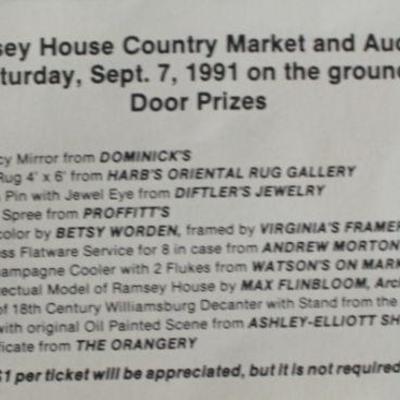 sey House Country Market and Auc
turday, Sept. 7, 1991 on the ground
Door Prizes
cy Mirror from DOMINICK'S
Rug 4' x 6' from HARB'S ORIENTAL RUG GALLERY
Pin with Jewel Eye from DIFTLER'S JEWELRY
Spree from PROFFITT'S
color by BETSY WORDEN, framed by VIRGINIA'S FRAMER
ss Flatware Service for 8 in case from ANDREW MORTON
hampagne Cooler with 2 Flukes from WATSON'S ON MARK
tectual Model of Ramsey House by MAX FLINBLOOM, Arc
of 18th Century Williamsburg Decanter with Stand from the
with original Oil Painted Scene from ASHLEY-ELLIOTT SH
ficate from THE ORANGERY
$1 per ticket will be appreciated, but it is not required